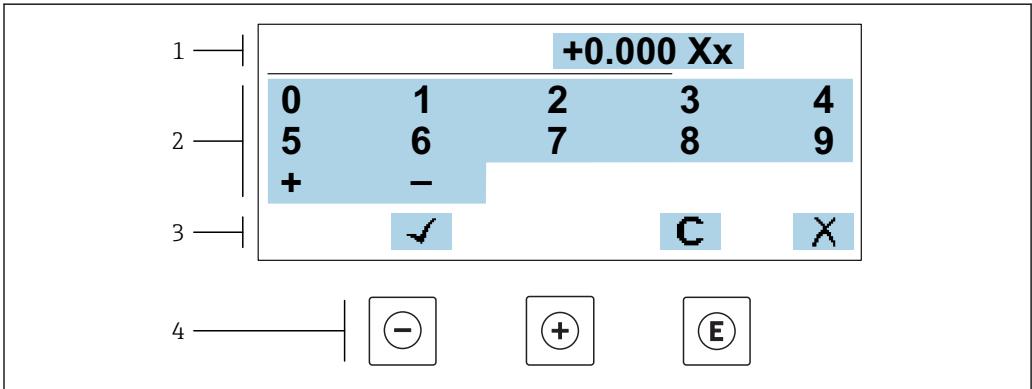 1 +0.000 Xx
0 1 2 3 4
2 5 6 7 8 9
+ –
3 ✓ C X
4 − + E